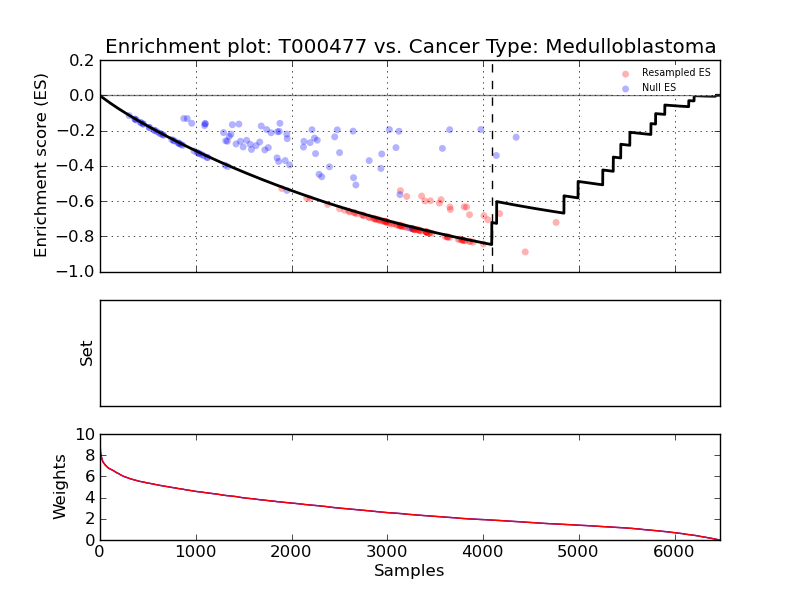 Enrichment plot: T000477 vs. Cancer Type: Medulloblastoma
Enrichment score (ES)
0.2
0.0
−0.2
−0.4
−0.6
−0.8
−1.0
Resampled ES
Null ES
Set
Weights
10
8
6
4
2
0
0 1000 2000 3000 4000 5000 6000
Samples